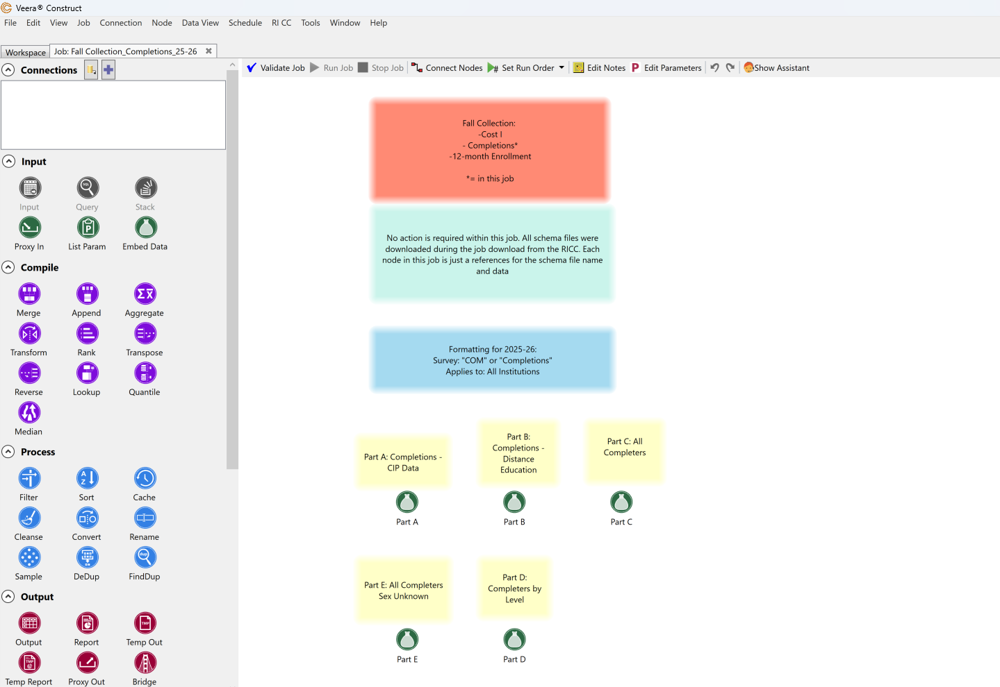 Veera® Construct
File Edit View Job Connection Node Data View Schedule RI CC Tools Window Help
Workspace Job: Fall Collection_Completions_25-26
Connections
Validate Job Run Job Stop Job Connect Nodes Set Run Order Edit Notes P Edit Parameters Show Assistant
Input
SQL
Input Query Stack
P
Proxy In List Param Embed Data
Compile
Σx̄
Merge Append Aggregate
Transform Rank Transpose
Reverse Lookup Quantile
Median
Process
A
Z
Filter Sort Cache
Cleanse Convert Rename
dup
Sample DeDup FindDup
Output
TMP
Output Report Temp Out
TMP
Temp Report Proxy Out Bridge
Fall Collection:
-Cost I
- Completions*
-12-month Enrollment
*= in this job
No action is required within this job. All schema files were
downloaded during the job download from the RICC. Each
node in this job is just a references for the schema file name
and data
Formatting for 2025-26:
Survey: "COM" or "Completions"
Applies to: All Institutions
Part A: Completions -
CIP Data
Part A
Part B:
Completions -
Distance
Education
Part B
Part C: All
Completers
Part C
Part E: All Completers
Sex Unknown
Part E
Part D:
Completers by
Level
Part D